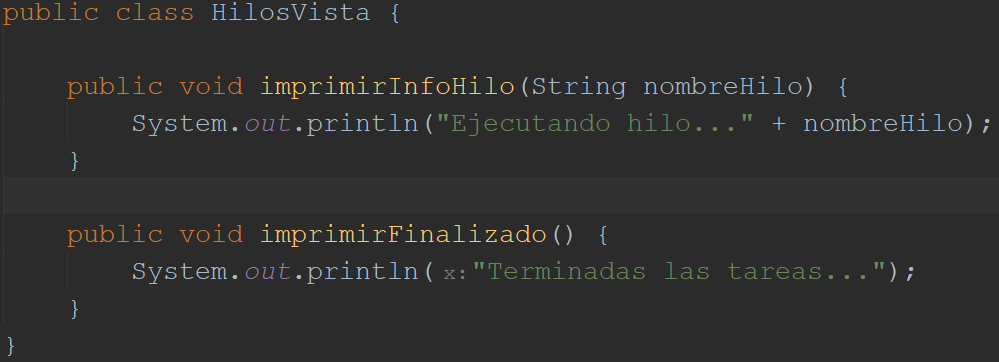 public class HilosVista {
public void imprimirInfoHilo(String nombreHilo) {
System.out.println("Ejecutando hilo..." + nombreHilo);
}
public void imprimirFinalizado() {
System.out.println( x: "Terminadas las tareas...");
}
}